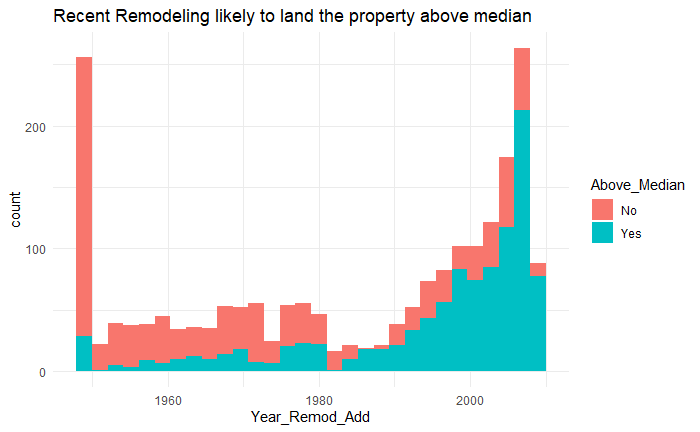 Recent Remodeling likely to land the property above median
200
100
0
count
1960
1980
2000
Year_Remod_Add
Above_Median
No
Yes